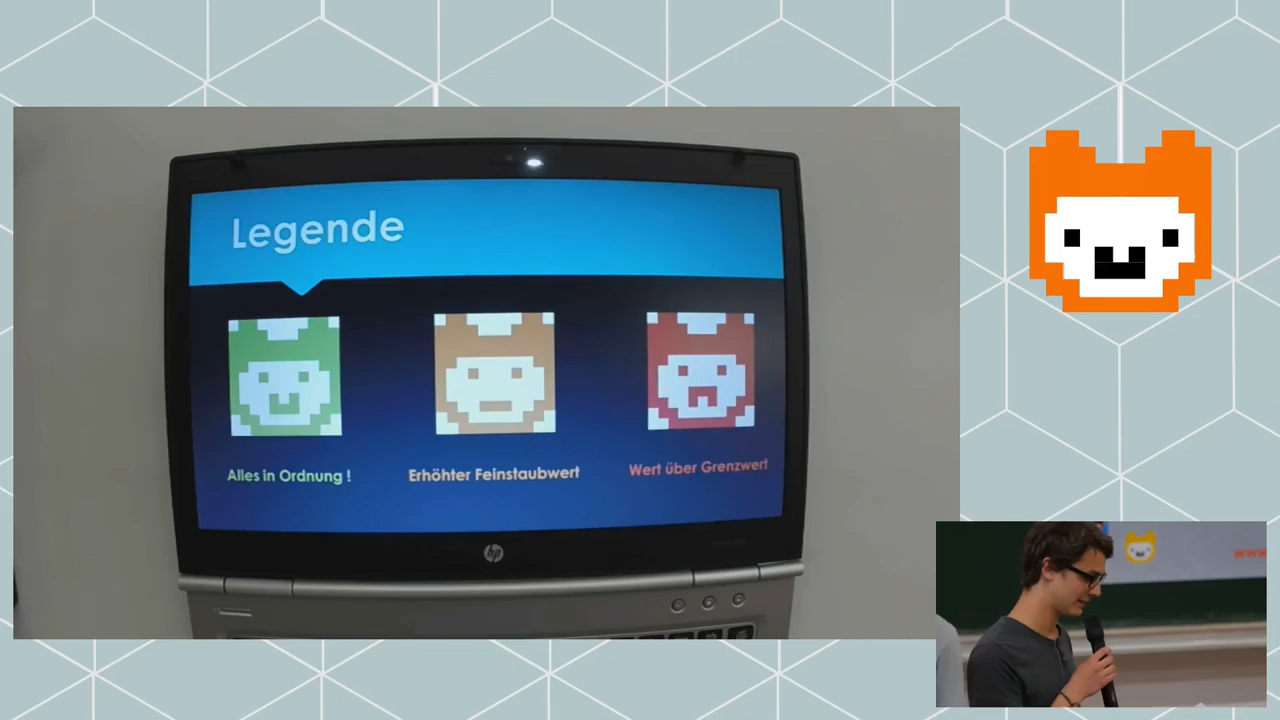 Legende
Alles in Ordnung !
Erhöhter Feinstaubwert
Wert über Grenzwert
hp